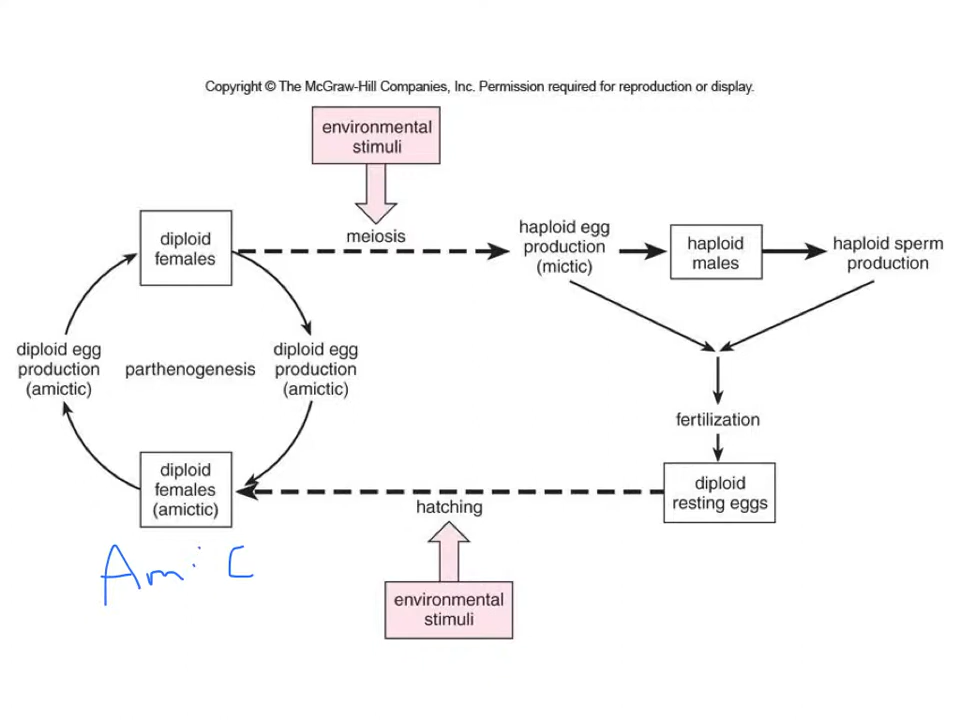 Copyright © The McGraw-Hill Companies, Inc. Permission required for reproduction or display.
environmental
stimuli
diploid
females
meiosis
haploid egg
production
(mictic)
haploid
males
haploid sperm
production
diploid egg
production
(amictic)
parthenogenesis
diploid egg
production
(amictic)
fertilization
diploid
females
(amictic)
hatching
diploid
resting eggs
environmental
stimuli